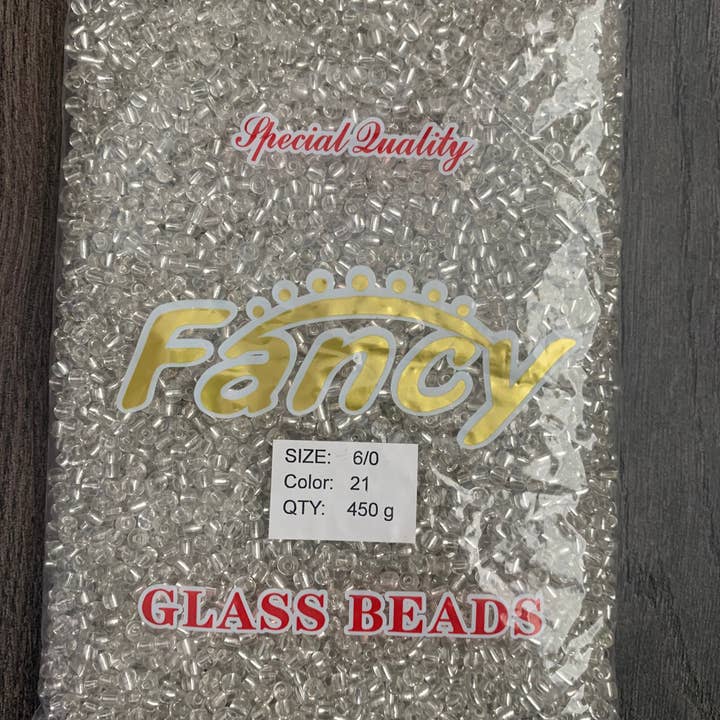 Special Quality
Fancy
SIZE: 6/0
Color: 21
QTY: 450 g
GLASS BEADS